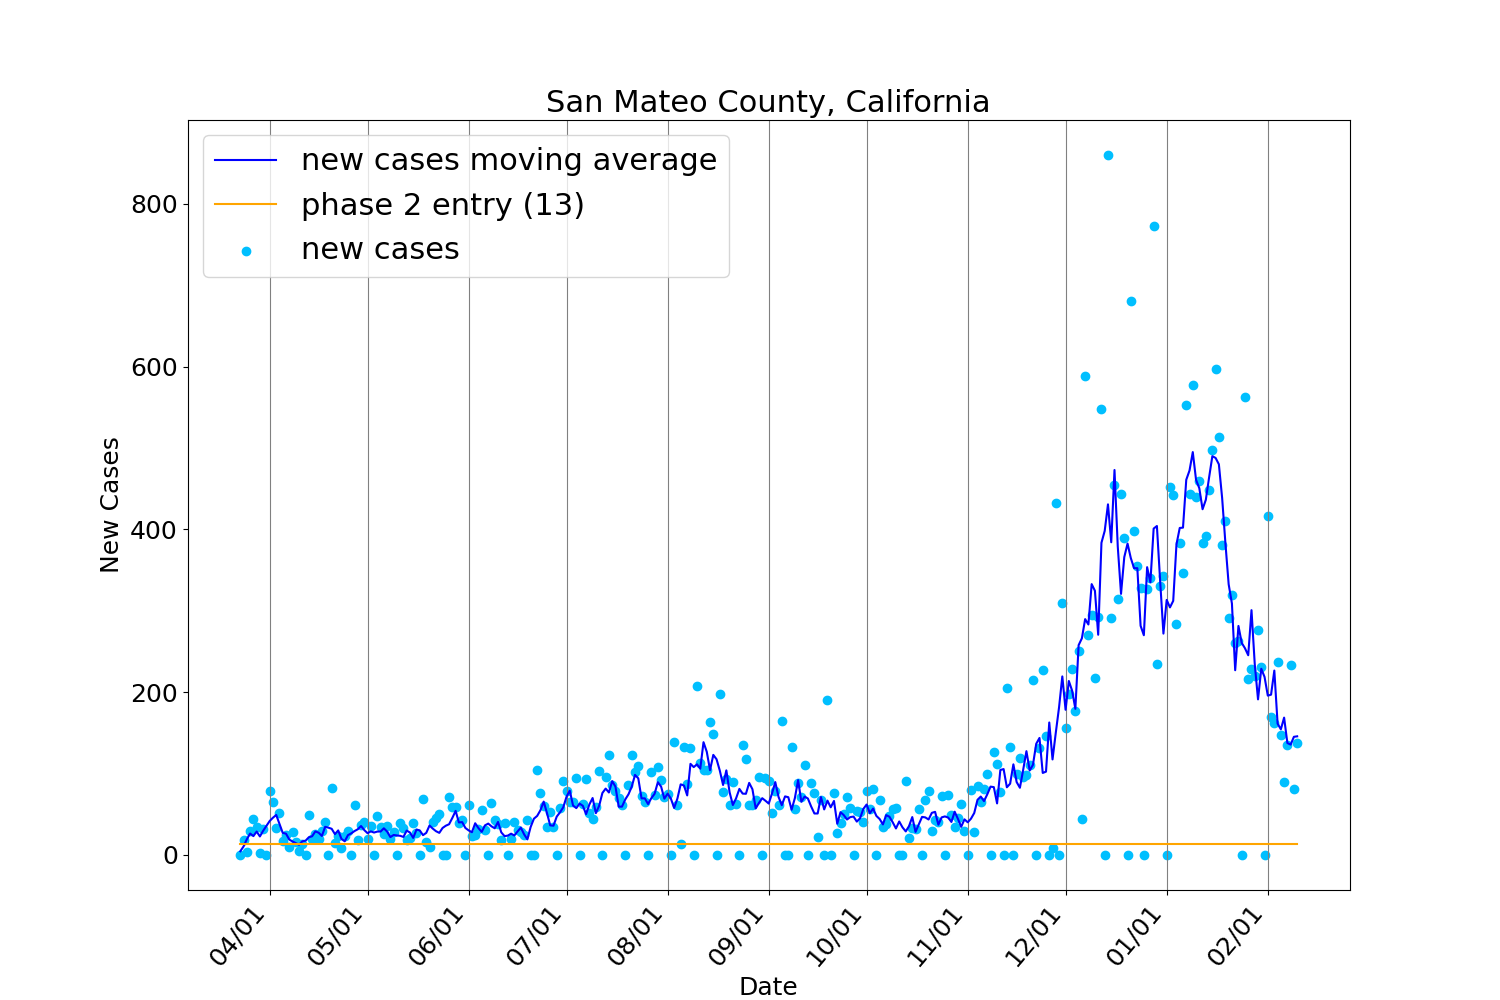 San Mateo County, California
new cases moving average
phase 2 entry (13)
new cases
800
600
400
200
0
New Cases
04/01
05/01
06/01
07/01
08/01
09/01
10/01
11/01
12/01
01/01
02/01
Date